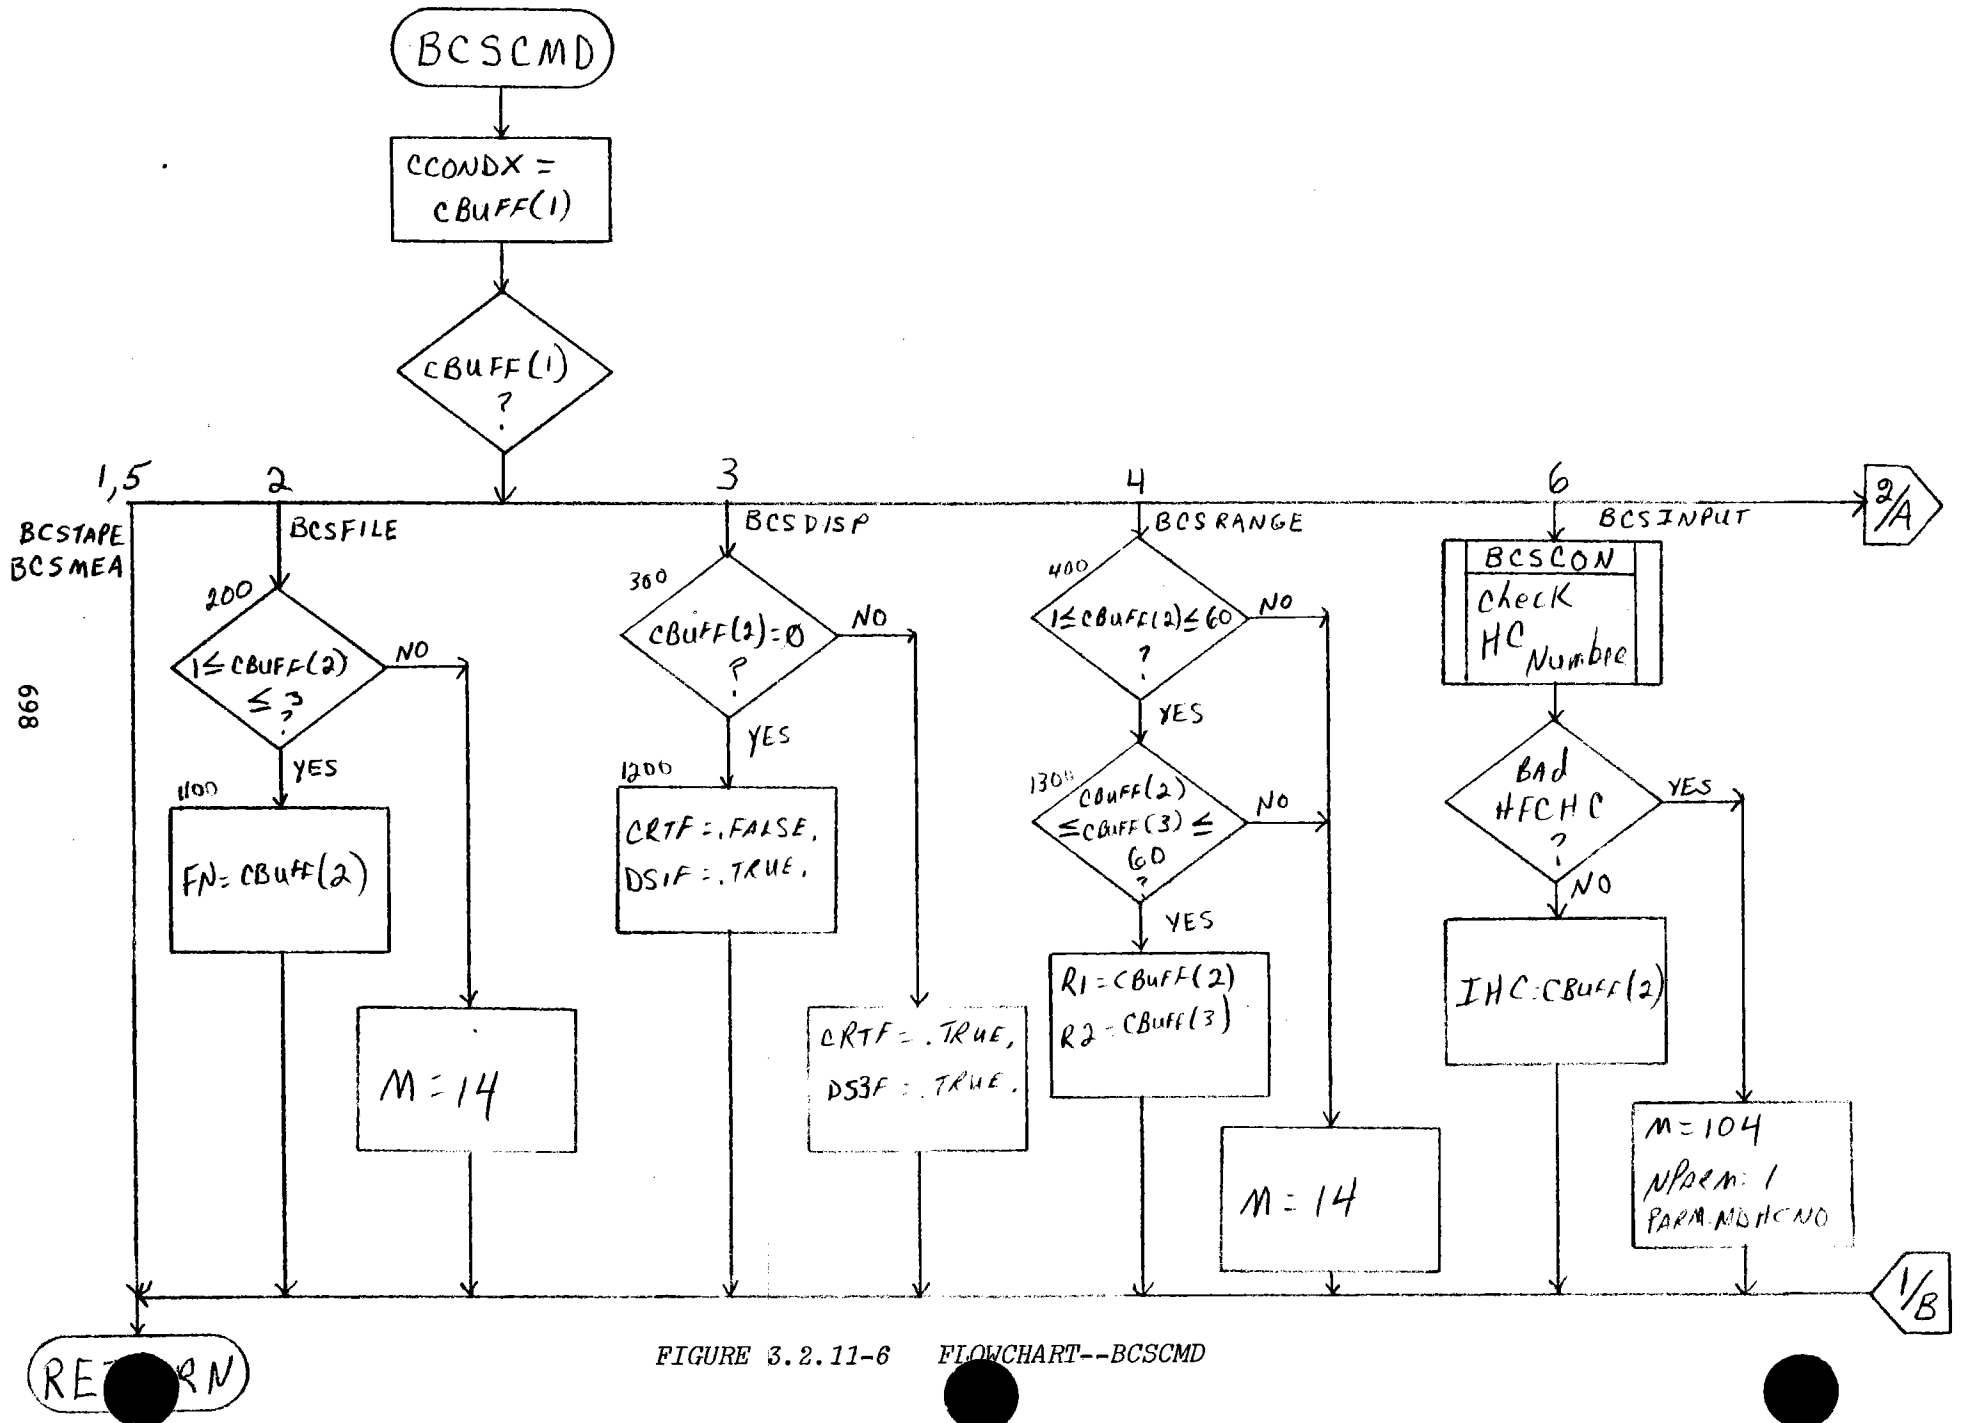 BCSCMD
CCONDX =
CBUFF(1)
CBUFF(1)
?
1,5
2
3
4
6
2/A
BCSTAPE
BCSMEA
BCSFILE
BCSDISP
BCSRANGE
BCSINPUT
200
1≤CBUFF(2)
≤3
?
NO
YES
1100
FN=CBUFF(2)
M=14
300
CBUFF(2)=0
?
NO
YES
1200
CRTF=.FALSE.
DS1F=.TRUE.
CRTF=.TRUE.
DS3F=.TRUE.
400
1≤CBUFF(2)≤60
?
NO
YES
1300
CBUFF(2)
≤CBUFF(3)≤
60
?
NO
YES
R1=CBUFF(2)
R2=CBUFF(3)
M=14
BCSCON
Check
HC
Number
BAd
HFCHC
?
YES
NO
IHC=CBUFF(2)
M=104
NPARM=1
PARM=MDHCNO
1/B
RETURN
869
FIGURE 3.2.11-6 FLOWCHART--BCSCMD